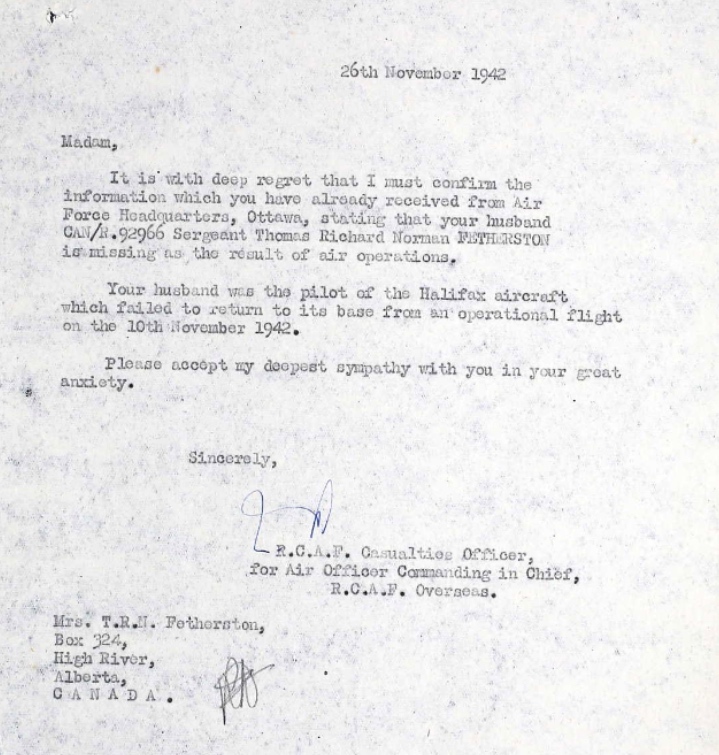 26th November 1942
Madam,
It is with deep regret that I must confirm the
information which you have already received from Air
Force Headquarters, Ottawa, stating that your husband
CAN/R.92966 Sergeant Thomas Richard Norman FETHERSTON
is missing as the result of air operations.
Your husband was the pilot of the Halifax aircraft
which failed to return to its base from an operational flight
on the 10th November 1942.
Please accept my deepest sympathy with you in your great
anxiety.
Sincerely,
R.C.A.F. Casualties Officer,
for Air Officer Commanding in Chief,
R.C.A.F. Overseas.
Mrs. T.R.N. Fetherston,
Box 324,
High River,
Alberta,
C A N A D A .